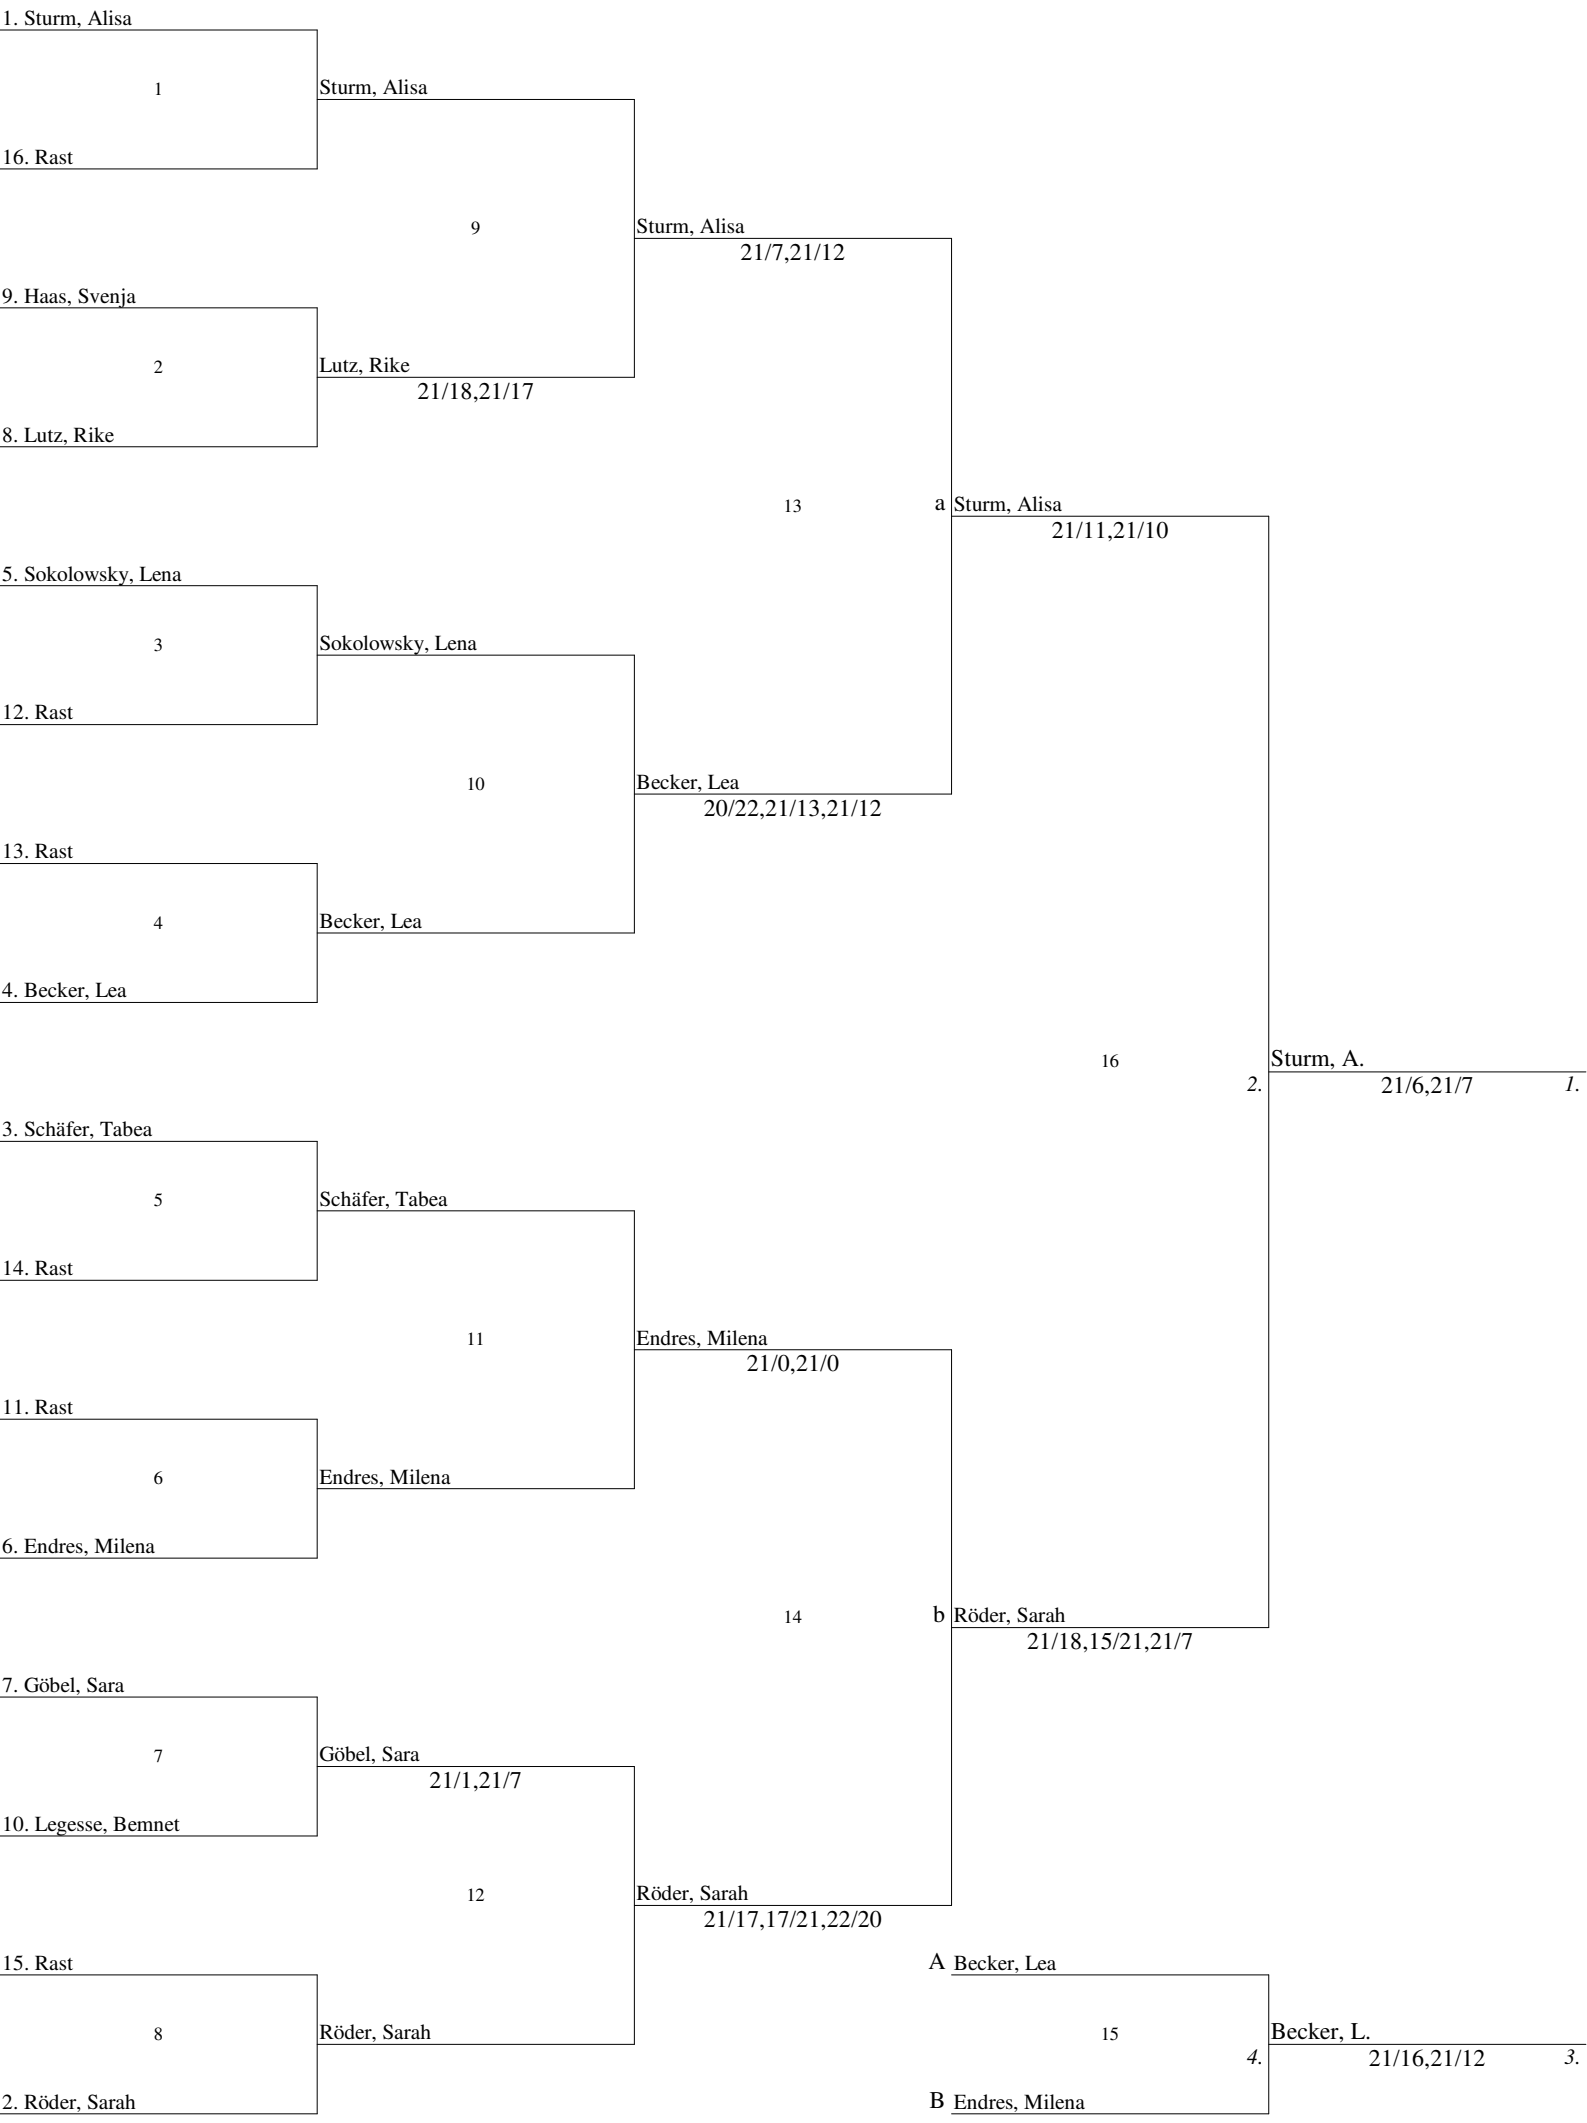 1. Sturm, Alisa
1
Sturm, Alisa
16. Rast
9
Sturm, Alisa
21/7,21/12
9. Haas, Svenja
2
Lutz, Rike
21/18,21/17
8. Lutz, Rike
13
a Sturm, Alisa
21/11,21/10
5. Sokolowsky, Lena
3
Sokolowsky, Lena
12. Rast
10
Becker, Lea
20/22,21/13,21/12
13. Rast
4
Becker, Lea
4. Becker, Lea
16
2.
Sturm, A.
21/6,21/7
1.
3. Schäfer, Tabea
5
Schäfer, Tabea
14. Rast
11
Endres, Milena
21/0,21/0
11. Rast
6
Endres, Milena
6. Endres, Milena
14
b Röder, Sarah
21/18,15/21,21/7
7. Göbel, Sara
7
Göbel, Sara
21/1,21/7
10. Legesse, Bemnet
12
Röder, Sarah
21/17,17/21,22/20
15. Rast
8
Röder, Sarah
2. Röder, Sarah
A Becker, Lea
15
4.
Becker, L.
21/16,21/12
3.
B Endres, Milena